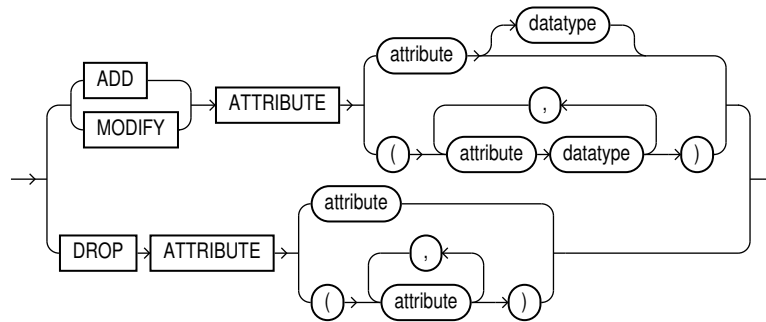 datatype
ADD attribute
ATTRIBUTE
MODIFY ,
( attribute datatype )
attribute
DROP ATTRIBUTE
,
( attribute )